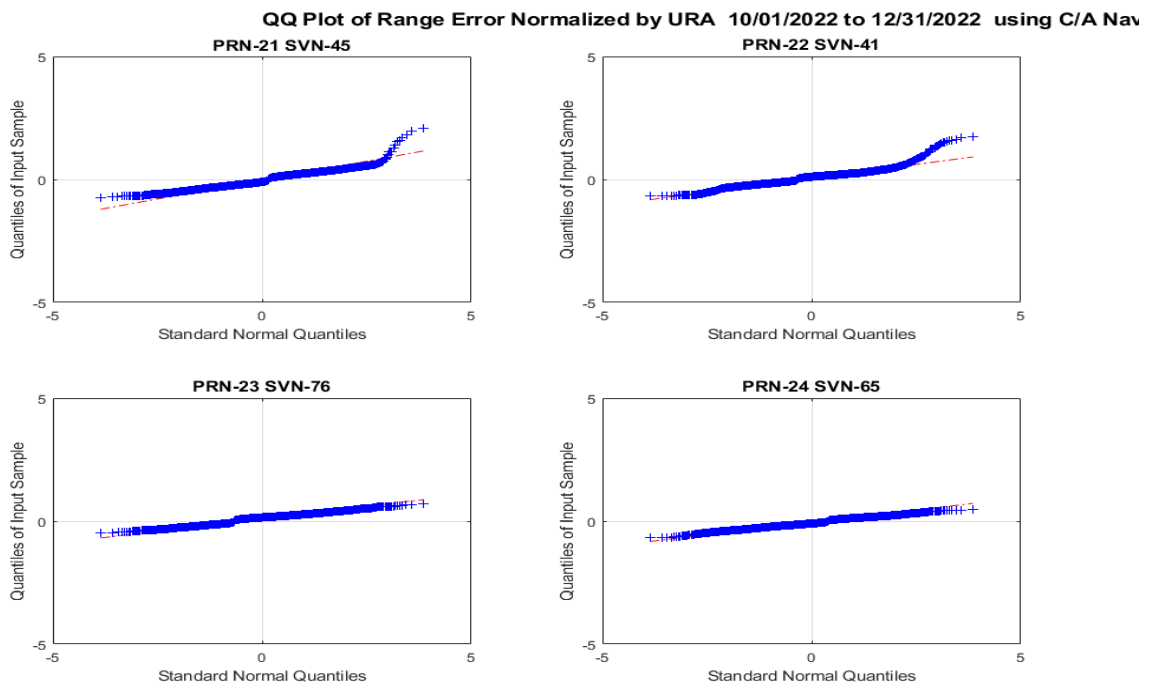 QQ Plot of Range Error Normalized by URA 10/01/2022 to 12/31/2022 using C/A Nav
PRN-21 SVN-45
5
0
-5
Quantiles of Input Sample
-5 0 5
Standard Normal Quantiles
PRN-22 SVN-41
5
0
-5
Quantiles of Input Sample
-5 0 5
Standard Normal Quantiles
PRN-23 SVN-76
5
0
-5
Quantiles of Input Sample
-5 0 5
Standard Normal Quantiles
PRN-24 SVN-65
5
0
-5
Quantiles of Input Sample
-5 0 5
Standard Normal Quantiles